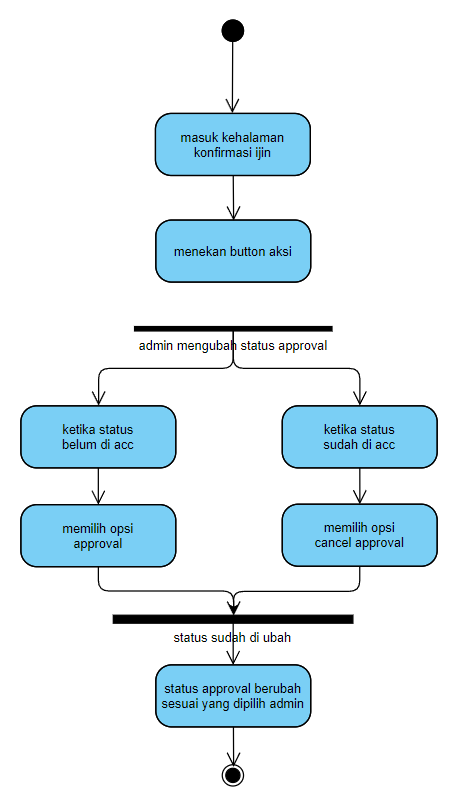 masuk kehalaman
konfirmasi ijin
menekan button aksi
admin mengubah status approval
ketika status
belum di acc
ketika status
sudah di acc
memilih opsi
approval
memilih opsi
cancel approval
status sudah di ubah
status approval berubah
sesuai yang dipilih admin